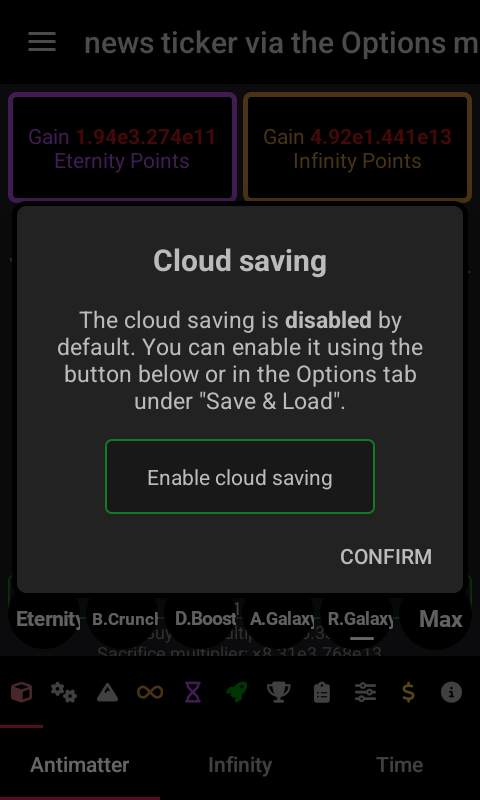 news ticker via the Options m
Gain 1.94e3.274e11
Eternity Points
Gain 4.92e1.441e13
Infinity Points
Cloud saving
The cloud saving is disabled by
default. You can enable it using the
button below or in the Options tab
under "Save & Load".
Enable cloud saving
CONFIRM
Eternity
B.Crunch
D.Boost
A.Galaxy
R.Galaxy
Max
Sacrifice multiplier: ×8.31e3.768e13
Antimatter
Infinity
Time